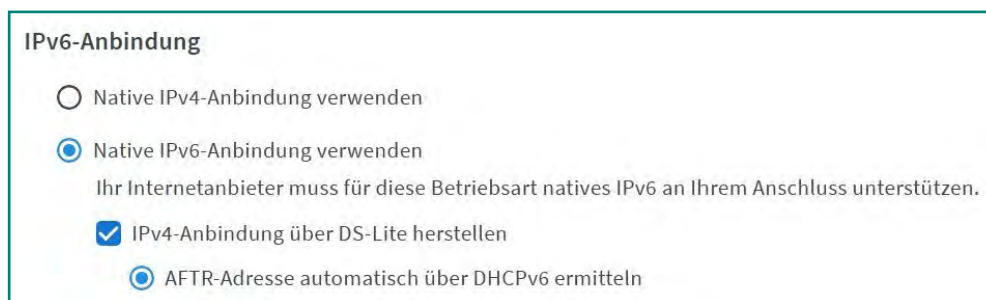 IPv6-Anbindung
Native IPv4-Anbindung verwenden
Native IPv6-Anbindung verwenden
Ihr Internetanbieter muss für diese Betriebsart natives IPv6 an Ihrem Anschluss unterstützen.
IPv4-Anbindung über DS-Lite herstellen
AFTR-Adresse automatisch über DHCPv6 ermitteln